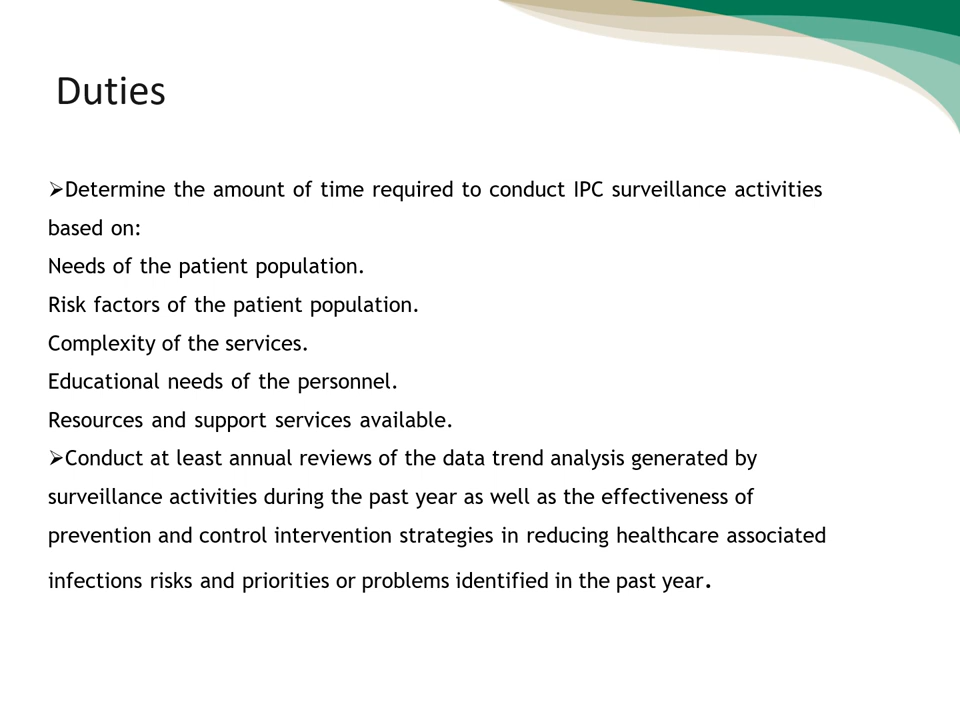 Duties
➢Determine the amount of time required to conduct IPC surveillance activities
based on:
Needs of the patient population.
Risk factors of the patient population.
Complexity of the services.
Educational needs of the personnel.
Resources and support services available.
➢Conduct at least annual reviews of the data trend analysis generated by
surveillance activities during the past year as well as the effectiveness of
prevention and control intervention strategies in reducing healthcare associated
infections risks and priorities or problems identified in the past year.